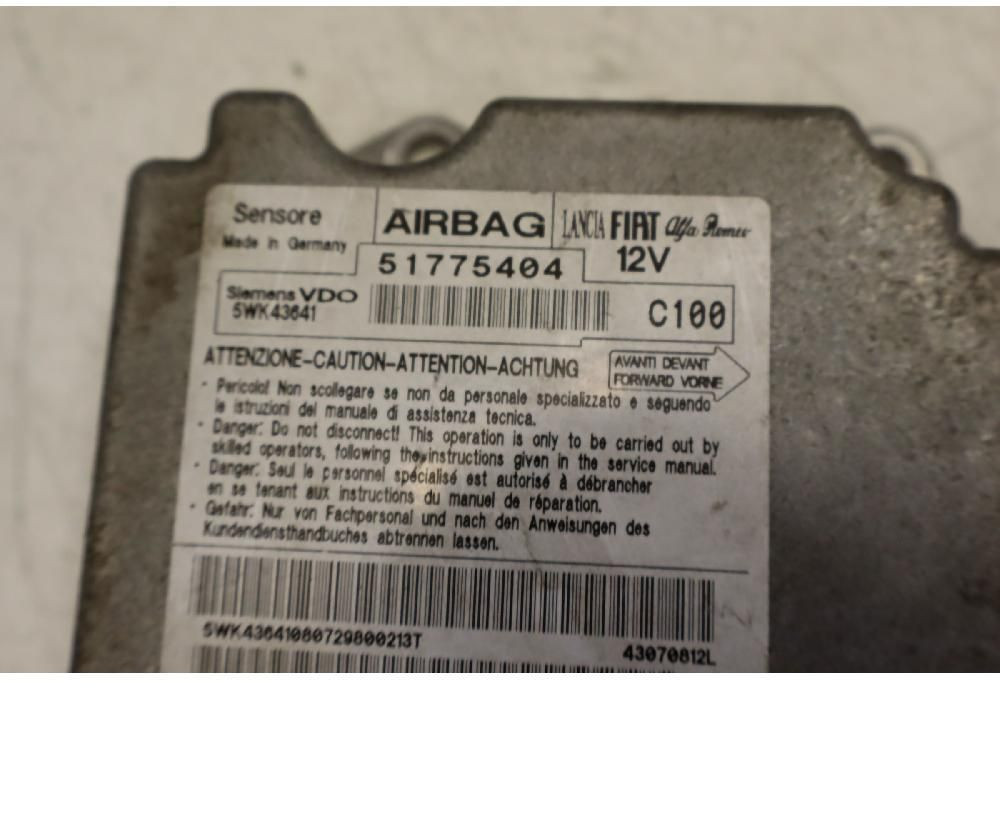 Sensore AIRBAG LANCIA FIAT Alfa Romeo
Made in Germany 51775404 12V
Siemens VDO
5WK43641 C100
ATTENZIONE-CAUTION-ATTENTION-ACHTUNG
AVANTI DEVANT
FORWARD VORNE
- Pericolo! Non scollegare se non da personale specializzato e seguendo
le istruzioni del manuale di assistenza tecnica.
- Danger: Do not disconnect! This operation is only to be carried out by
skilled operators, following the instructions given in the service manual.
- Danger: Seul le personnel spécialisé est autorisé à débrancher
en se tenant aux instructions du manuel de réparation.
- Gefahr: Nur von Fachpersonal und nach den Anweisungen des
Kundendiensthandbuches abtrennen lassen.
5WK43641080729800213T
43070812L